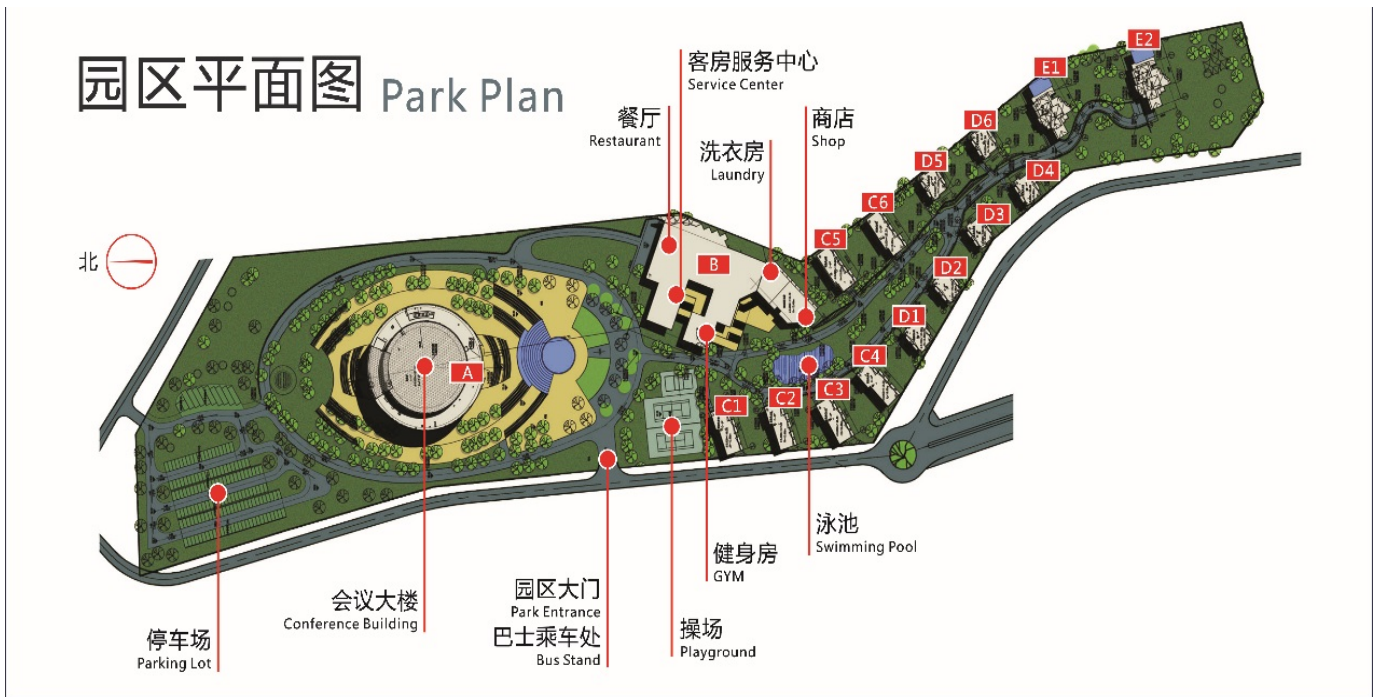 园区平面图 Park Plan
客房服务中心
Service Center
餐厅
Restaurant
商店
Shop
洗衣房
Laundry
北
E2
E1
D6
D5
D4
C6
D3
C5
B
D2
D1
C4
A
C3
C2
C1
泳池
Swimming Pool
健身房
GYM
园区大门
Park Entrance
巴士乘车处
Bus Stand
操场
Playground
会议大楼
Conference Building
停车场
Parking Lot